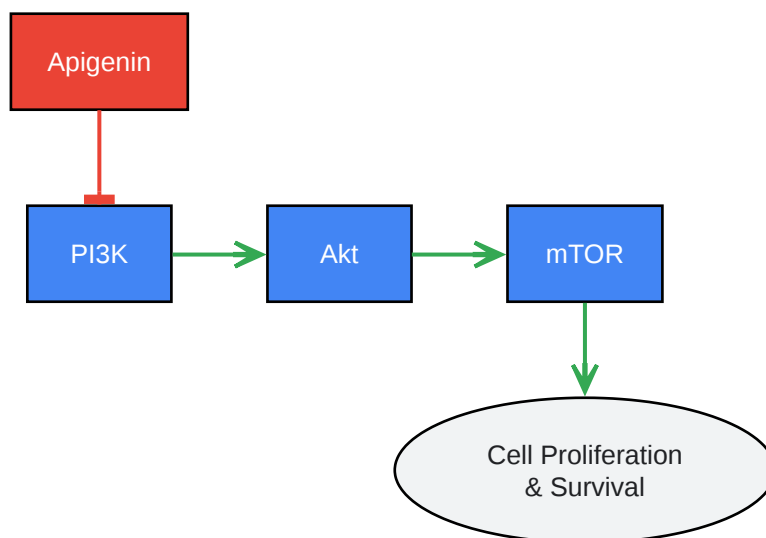 Apigenin
PI3K
Akt
mTOR
Cell Proliferation
& Survival